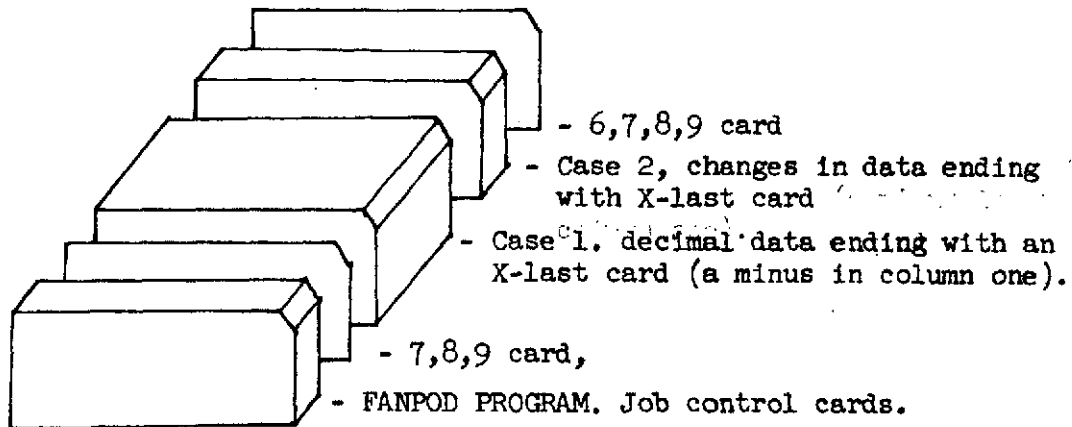 - 6,7,8,9 card
- Case 2, changes in data ending
with X-last card
- Case 1. decimal data ending with an
X-last card (a minus in column one).
- 7,8,9 card,
- FANPOD PROGRAM. Job control cards.